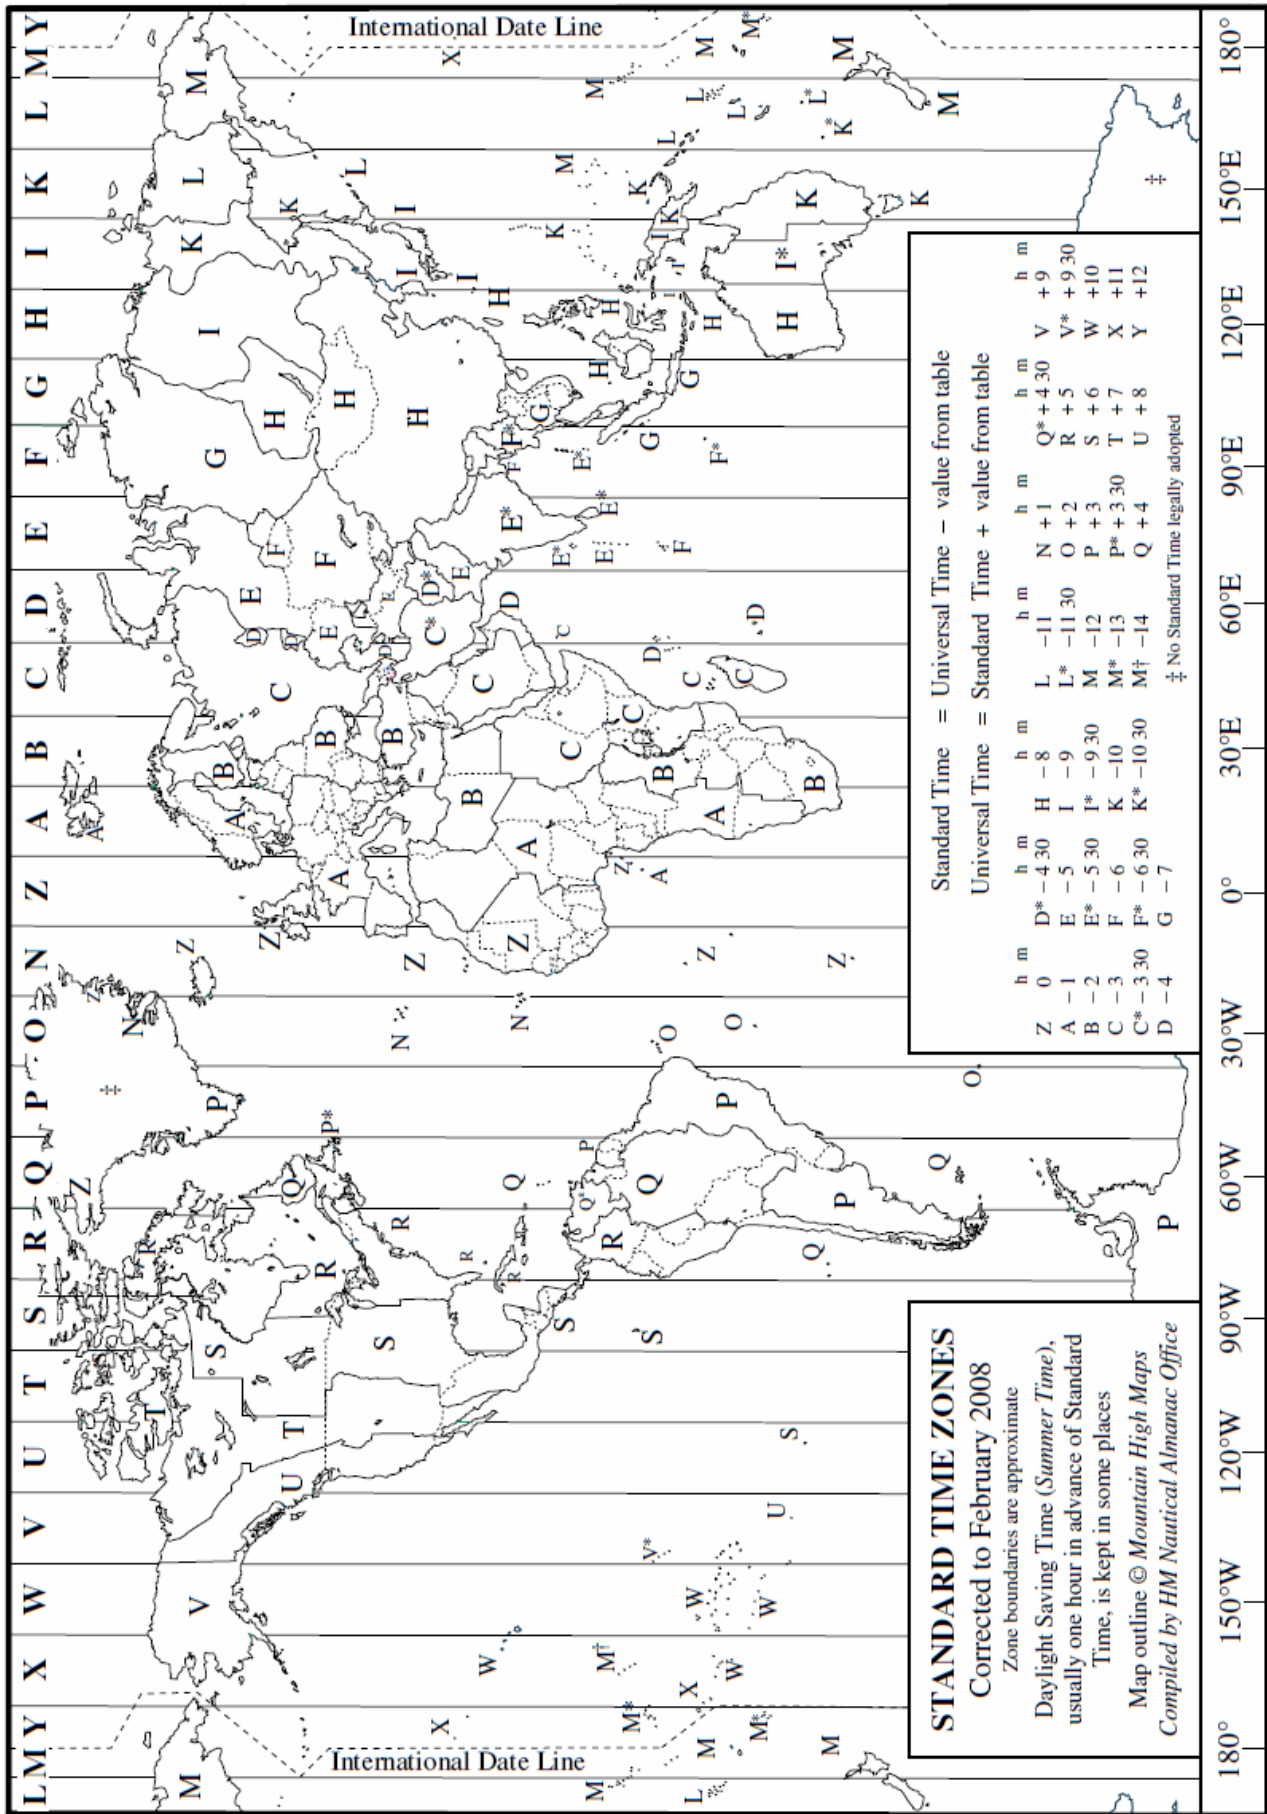 L M Y X W V U T S R Q P O N Z A B C D E F G H I K L M Y
Z Z A
‡ N
T R
M V S P Z Z A B C D E F G H I K L M
U T R Q P* Z A B C D E F G H I K L M
International Date Line
International Date Line
S R N Z A B B C C* D* E H I I L
X R N Z B C D E H I X
W R Q N Z B C D E* F F* G H
M S R Q* P A C C E* E* H K M
M† M* V* S R Q O Z A B C D* E E* F G H I K K L M
L X W P O Z A C F F* G H I L M
M W U S P O A B C D H I* K L* M*
M Q Q Z B H K K* M
Q O K M
P ‡
STANDARD TIME ZONES
Corrected to February 2008
Zone boundaries are approximate
Daylight Saving Time (Summer Time),
usually one hour in advance of Standard
Time, is kept in some places
Map outline © Mountain High Maps
Compiled by HM Nautical Almanac Office
Standard Time = Universal Time − value from table
Universal Time = Standard Time + value from table
h m h m h m h m h m h m h m
Z 0 D* − 4 30 H − 8 L −11 N + 1 Q* + 4 30 V + 9
A − 1 E − 5 I − 9 L* −11 30 O + 2 R + 5 V* + 9 30
B − 2 E* − 5 30 I* − 9 30 M −12 P + 3 S + 6 W +10
C − 3 F − 6 K −10 M* −13 P* + 3 30 T + 7 X +11
C* − 3 30 F* − 6 30 K* −10 30 M† −14 Q + 4 U + 8 Y +12
D − 4 G − 7 ‡ No Standard Time legally adopted
180° 150°W 120°W 90°W 60°W 30°W 0° 30°E 60°E 90°E 120°E 150°E 180°